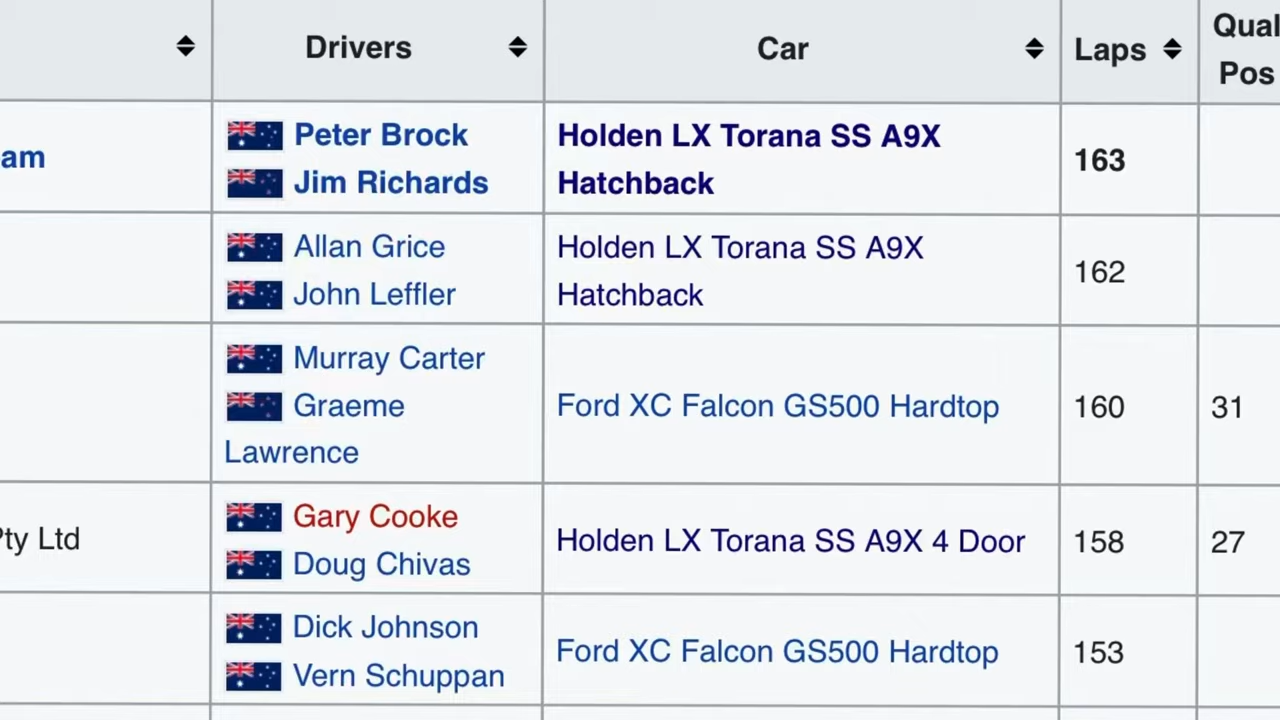 Drivers
Car
Laps
Qual
Pos
am
Peter Brock
Jim Richards
Holden LX Torana SS A9X
Hatchback
163
Allan Grice
John Leffler
Holden LX Torana SS A9X
Hatchback
162
Murray Carter
Graeme
Lawrence
Ford XC Falcon GS500 Hardtop
160
31
Pty Ltd
Gary Cooke
Doug Chivas
Holden LX Torana SS A9X 4 Door
158
27
Dick Johnson
Vern Schuppan
Ford XC Falcon GS500 Hardtop
153